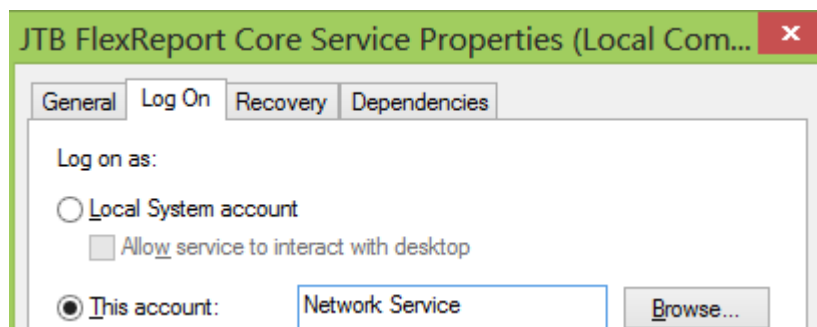 JTB FlexReport Core Service Properties (Local Com...
General Log On Recovery Dependencies
Log on as:
Local System account
Allow service to interact with desktop
This account: Network Service Browse...